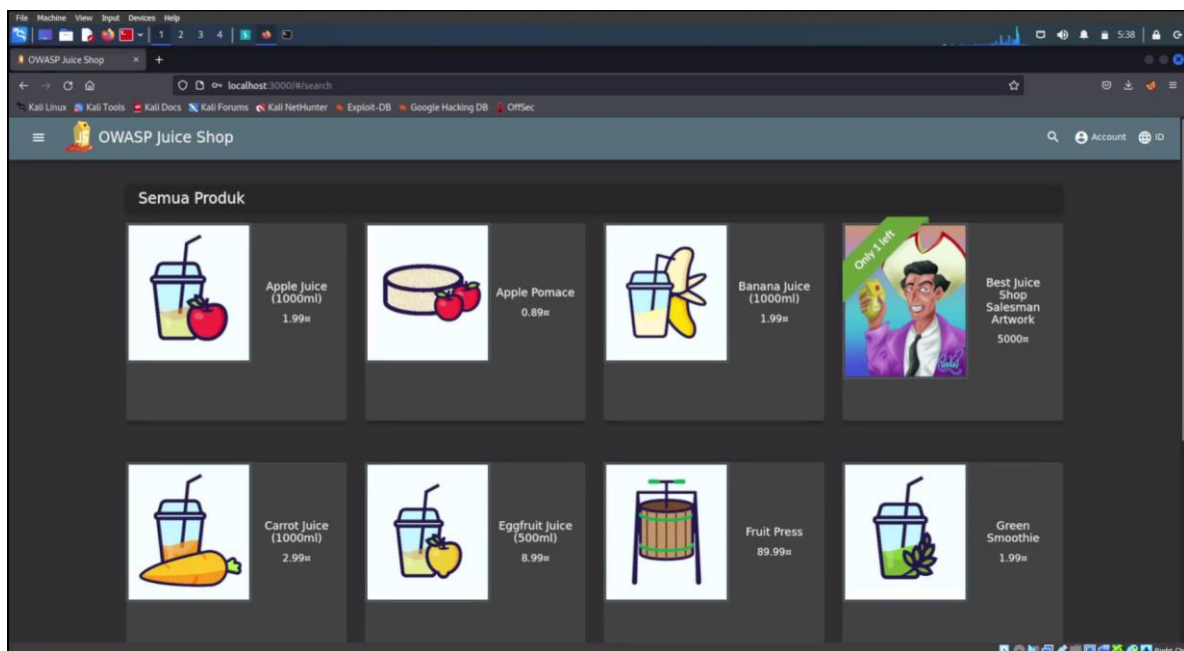 File Machine View Input Devices Help
1 2 3 4
5:38
OWASP Juice Shop
localhost:3000/#/search
Kali Linux Kali Tools Kali Docs Kali Forums Kali NetHunter Exploit-DB Google Hacking DB OffSec
OWASP Juice Shop
Account
ID
Semua Produk
Apple Juice
(1000ml)
1.99¤
Apple Pomace
0.89¤
Banana Juice
(1000ml)
1.99¤
Only 1 left
Best Juice
Shop
Salesman
Artwork
5000¤
Carrot Juice
(1000ml)
2.99¤
Eggfruit Juice
(500ml)
8.99¤
Fruit Press
89.99¤
Green
Smoothie
1.99¤